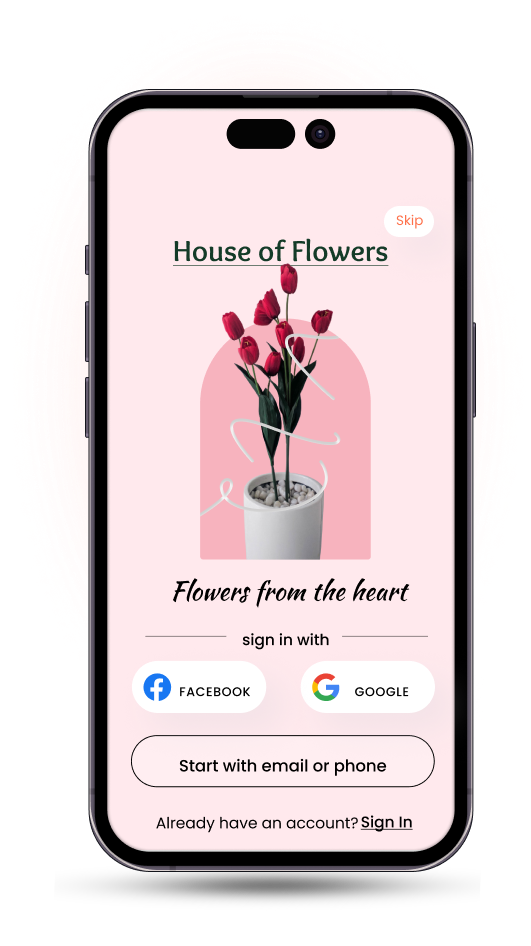 Skip
House of Flowers
Flowers from the heart
sign in with
FACEBOOK GOOGLE
Start with email or phone
Already have an account? Sign In